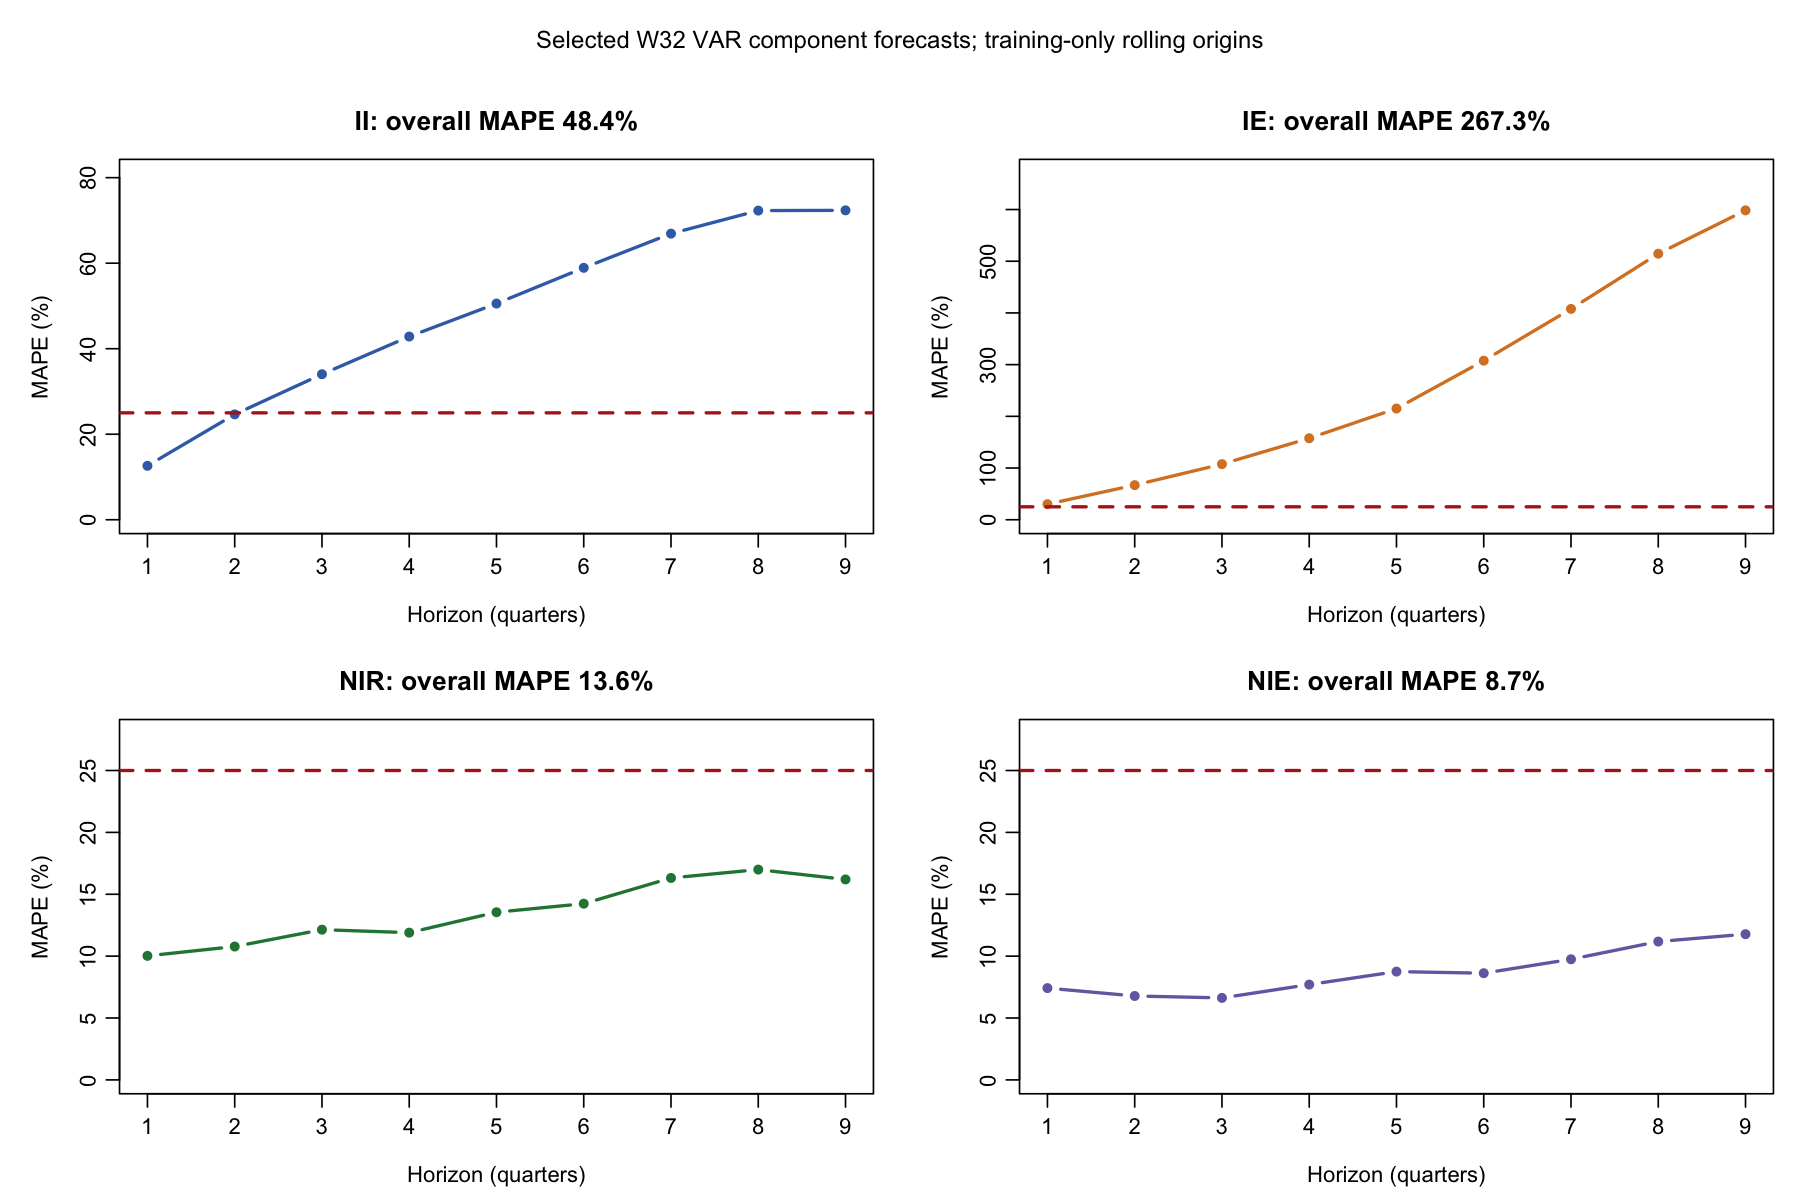 Selected W32 VAR component forecasts; training-only rolling origins
II: overall MAPE 48.4%
MAPE (%)
80
60
40
20
0
1 2 3 4 5 6 7 8 9
Horizon (quarters)
IE: overall MAPE 267.3%
MAPE (%)
500
300
100
0
1 2 3 4 5 6 7 8 9
Horizon (quarters)
NIR: overall MAPE 13.6%
MAPE (%)
25
20
15
10
5
0
1 2 3 4 5 6 7 8 9
Horizon (quarters)
NIE: overall MAPE 8.7%
MAPE (%)
25
20
15
10
5
0
1 2 3 4 5 6 7 8 9
Horizon (quarters)